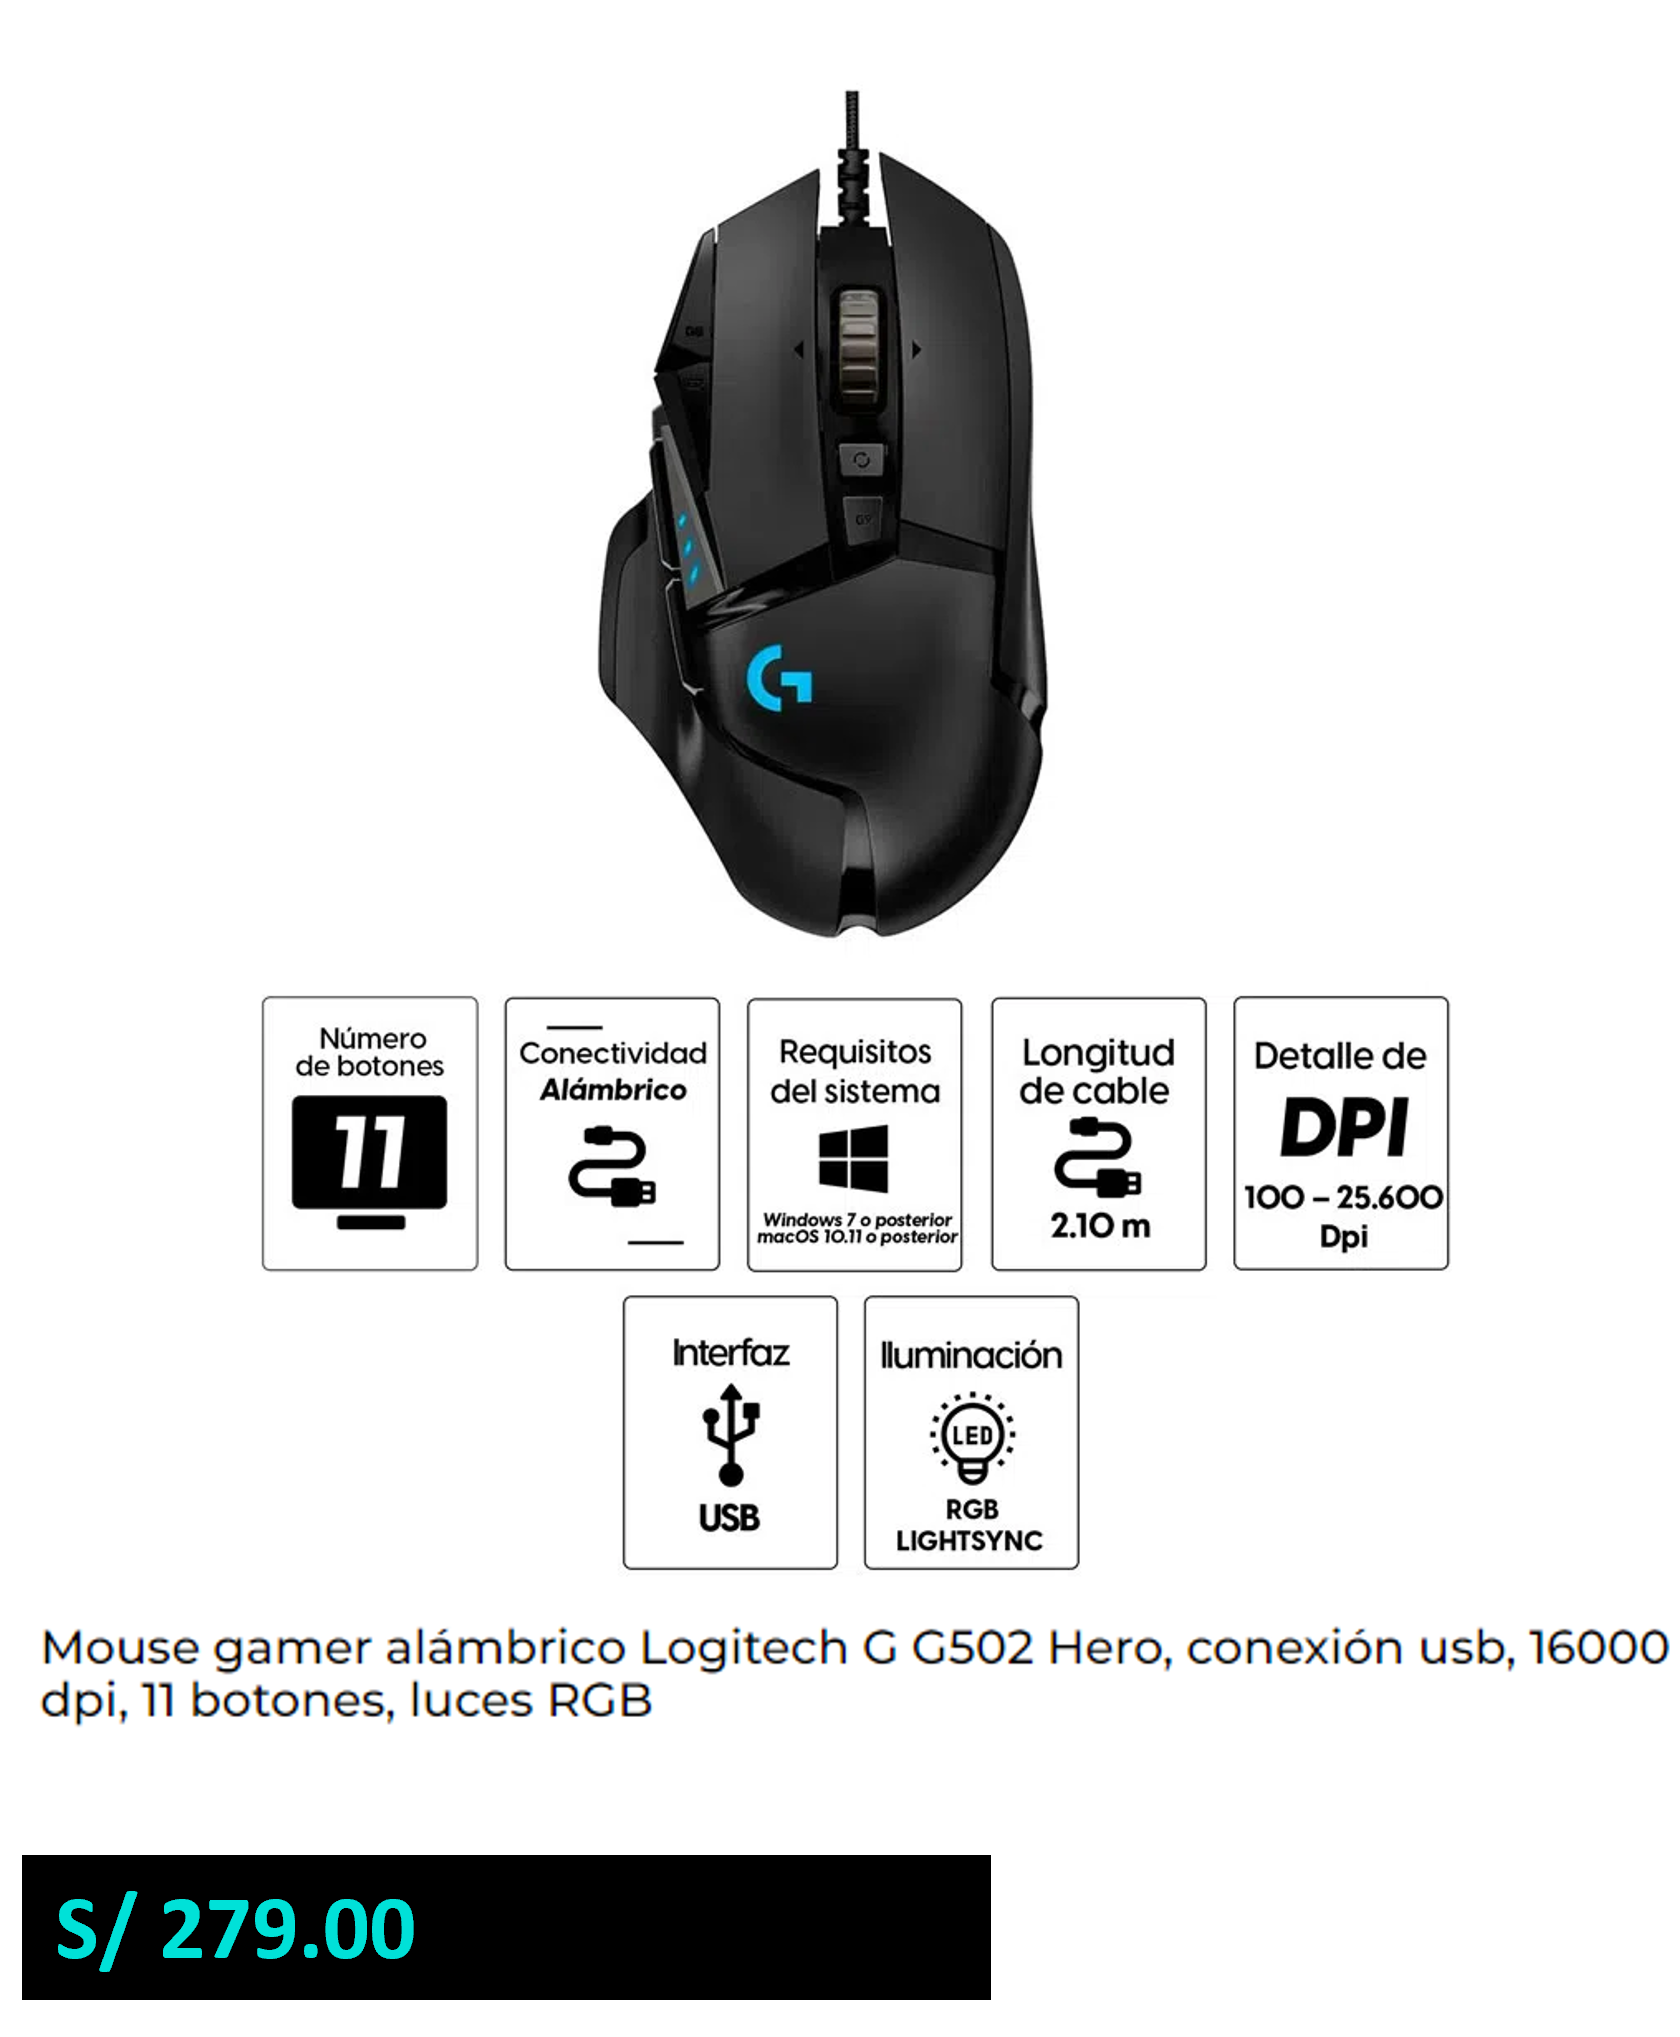 G9
G
Número
de botones
11
Conectividad
Alámbrico
Requisitos
del sistema
Windows 7 o posterior
macOS 10.11 o posterior
Longitud
de cable
2.10 m
Detalle de
DPI
100 – 25.600
Dpi
Interfaz
USB
Iluminación
LED
RGB
LIGHTSYNC
Mouse gamer alámbrico Logitech G G502 Hero, conexión usb, 16000
dpi, 11 botones, luces RGB
S/ 279.00